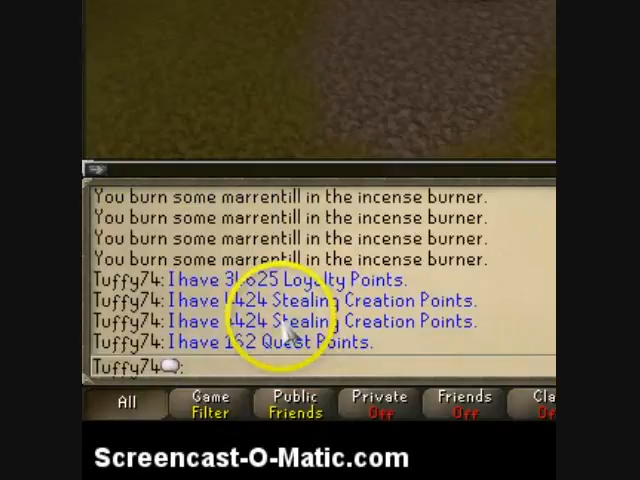 You burn some marrentill in the incense burner.
You burn some marrentill in the incense burner.
You burn some marrentill in the incense burner.
You burn some marrentill in the incense burner.
Tuffy74: I have Loyalty Points.
Tuffy74: I have Stealing Creation Points.
Tuffy74: I have Stealing Creation Points.
Tuffy74: I have 162 Quest Points.
Tuffy74:
All Game Public Private Friends
Filter Friends Off Off
Screencast-O-Matic.com